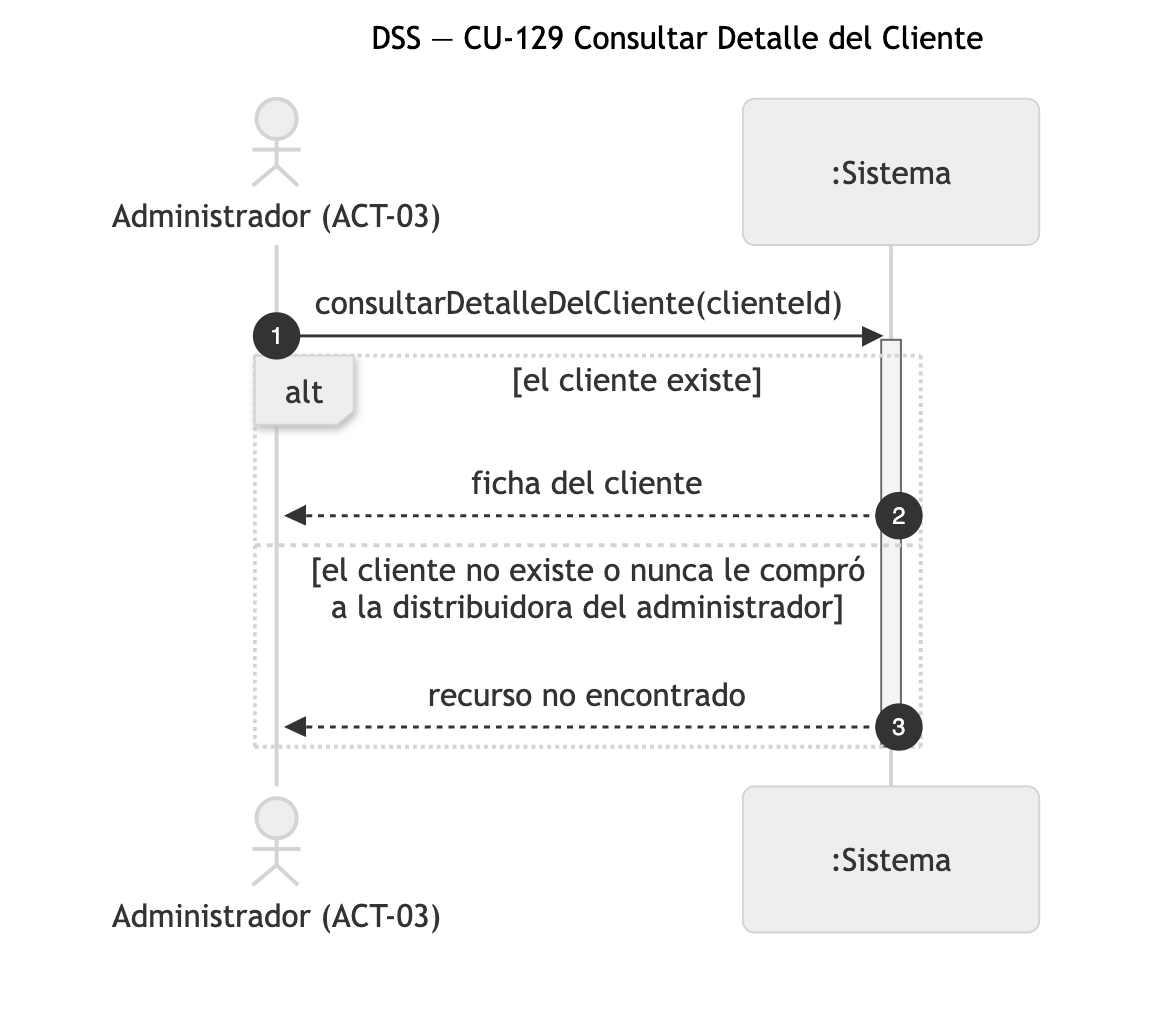 DSS — CU-129 Consultar Detalle del Cliente
Administrador (ACT-03)
:Sistema
consultarDetalleDelCliente(clienteId)
1
alt
[el cliente existe]
ficha del cliente
2
[el cliente no existe o nunca le compró
a la distribuidora del administrador]
recurso no encontrado
3
Administrador (ACT-03)
:Sistema